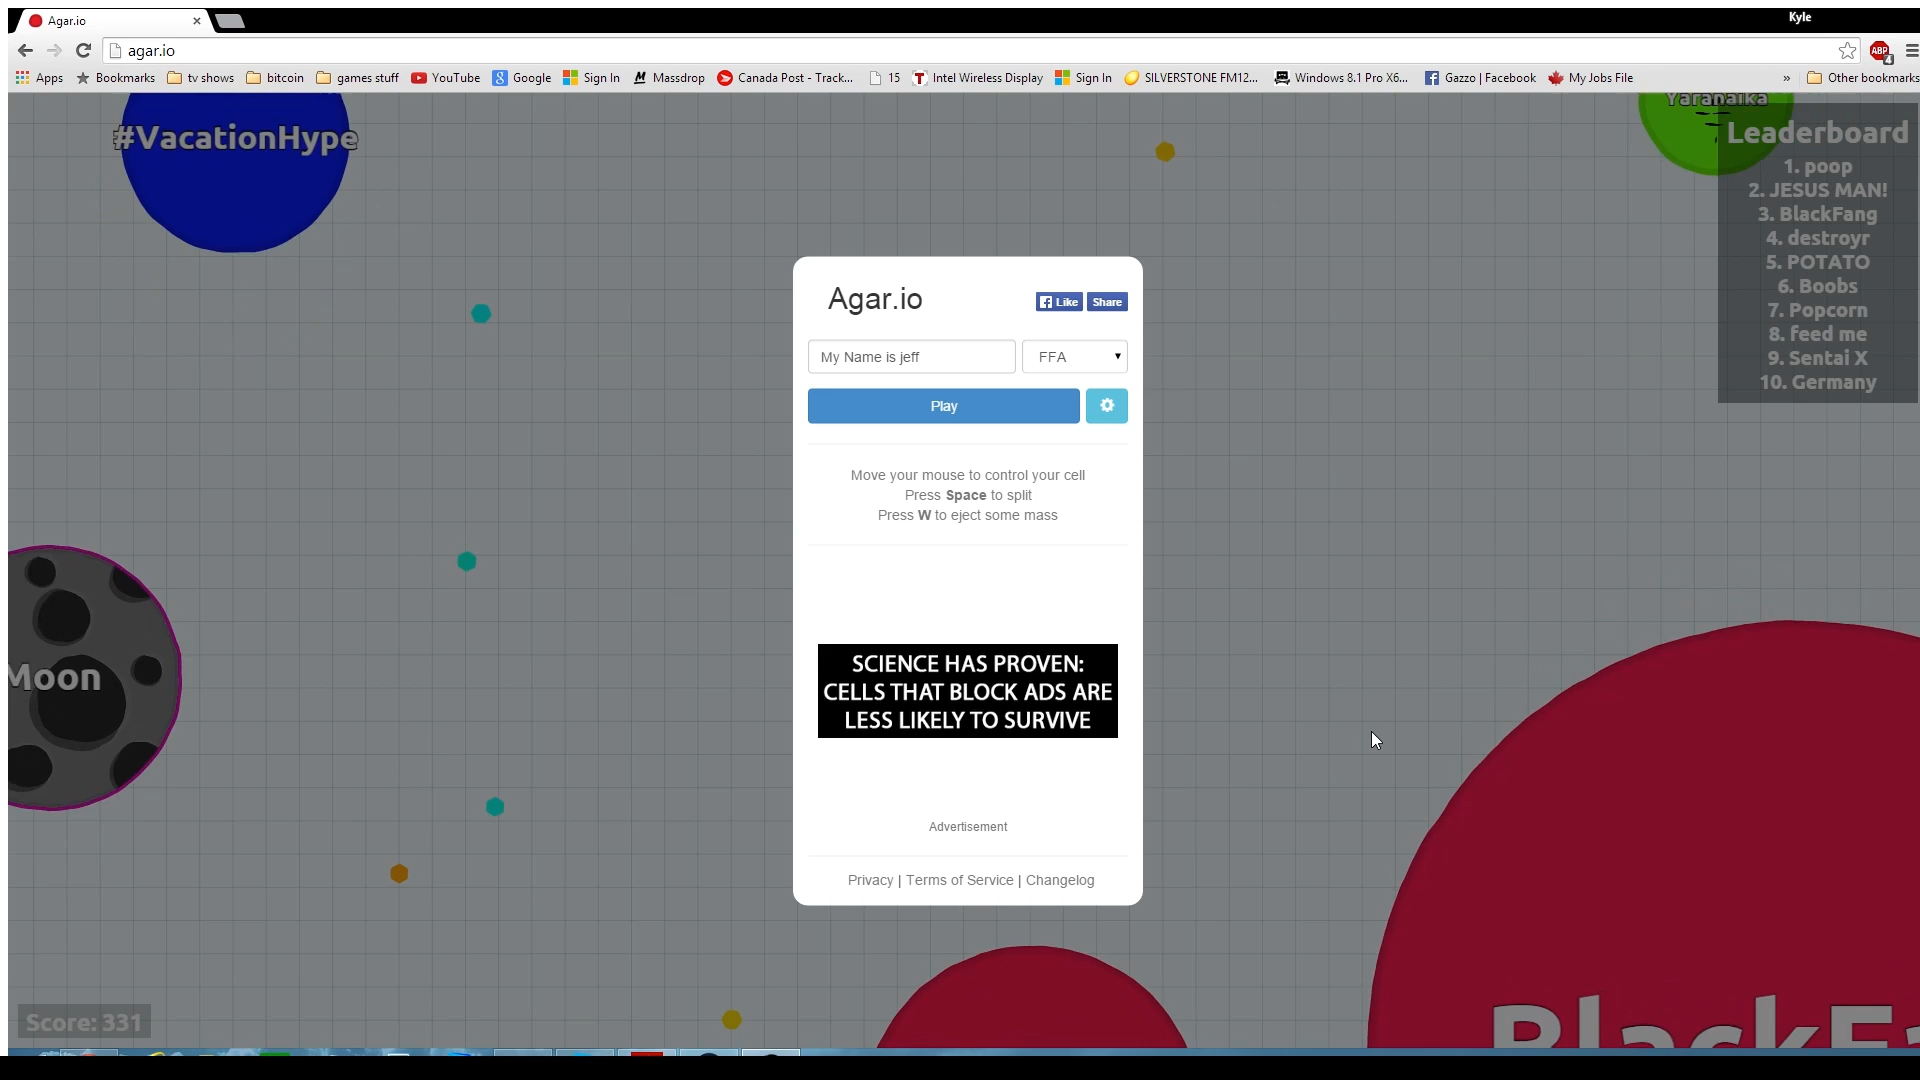 Agar.io
Kyle
agar.io
Apps
Bookmarks
tv shows
bitcoin
games stuff
YouTube
Google
Sign In
Massdrop
Canada Post - Track...
15
Intel Wireless Display
Sign In
SILVERSTONE FM12...
Windows 8.1 Pro X6...
Gazzo | Facebook
My Jobs File
»
Other bookmarks
ABP
4
#VacationHype
Yaranaika
Leaderboard
1. poop
2. JESUS MAN!
3. BlackFang
4. destroyr
5. POTATO
6. Boobs
7. Popcorn
8. feed me
9. Sentai X
10. Germany
Agar.io
Like
Share
My Name is jeff
FFA
Play
Move your mouse to control your cell
Press Space to split
Press W to eject some mass
Moon
SCIENCE HAS PROVEN:
CELLS THAT BLOCK ADS ARE
LESS LIKELY TO SURVIVE
Advertisement
Privacy | Terms of Service | Changelog
BlackFa
Score: 331